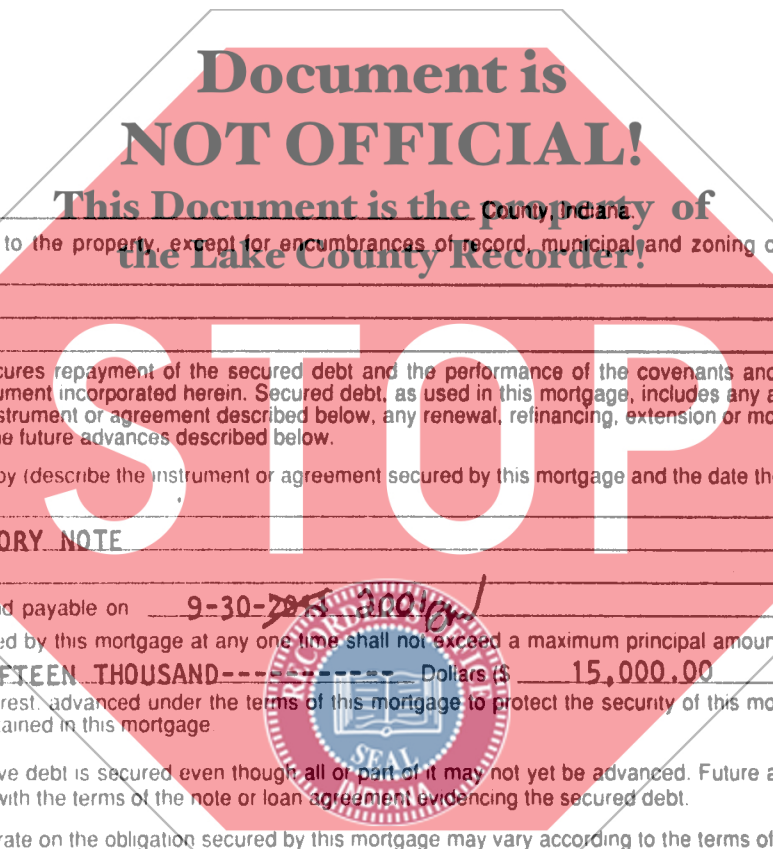 Document is
NOT OFFICIAL!
This Document is the property of
the Lake County Recorder!
County, Indiana.
to the property, except for encumbrances of record, municipal and zoning o
STOP
cures repayment of the secured debt and the performance of the covenants and
ument incorporated herein. Secured debt, as used in this mortgage, includes any a
strument or agreement described below, any renewal, refinancing, extension or mo
he future advances described below.
by (describe the instrument or agreement secured by this mortgage and the date th
ORY NOTE
nd payable on 9-30- 2001
ed by this mortgage at any one time shall not exceed a maximum principal amoun
FTEEN THOUSAND----------- Dollars ($ 15,000.00
rest, advanced under the terms of this mortgage to protect the security of this mo
tained in this mortgage
ve debt is secured even though all or part of it may not yet be advanced. Future a
with the terms of the note or loan agreement evidencing the secured debt.
rate on the obligation secured by this mortgage may vary according to the terms of
RECORDER'S OFFICE
SEAL
INDIANA